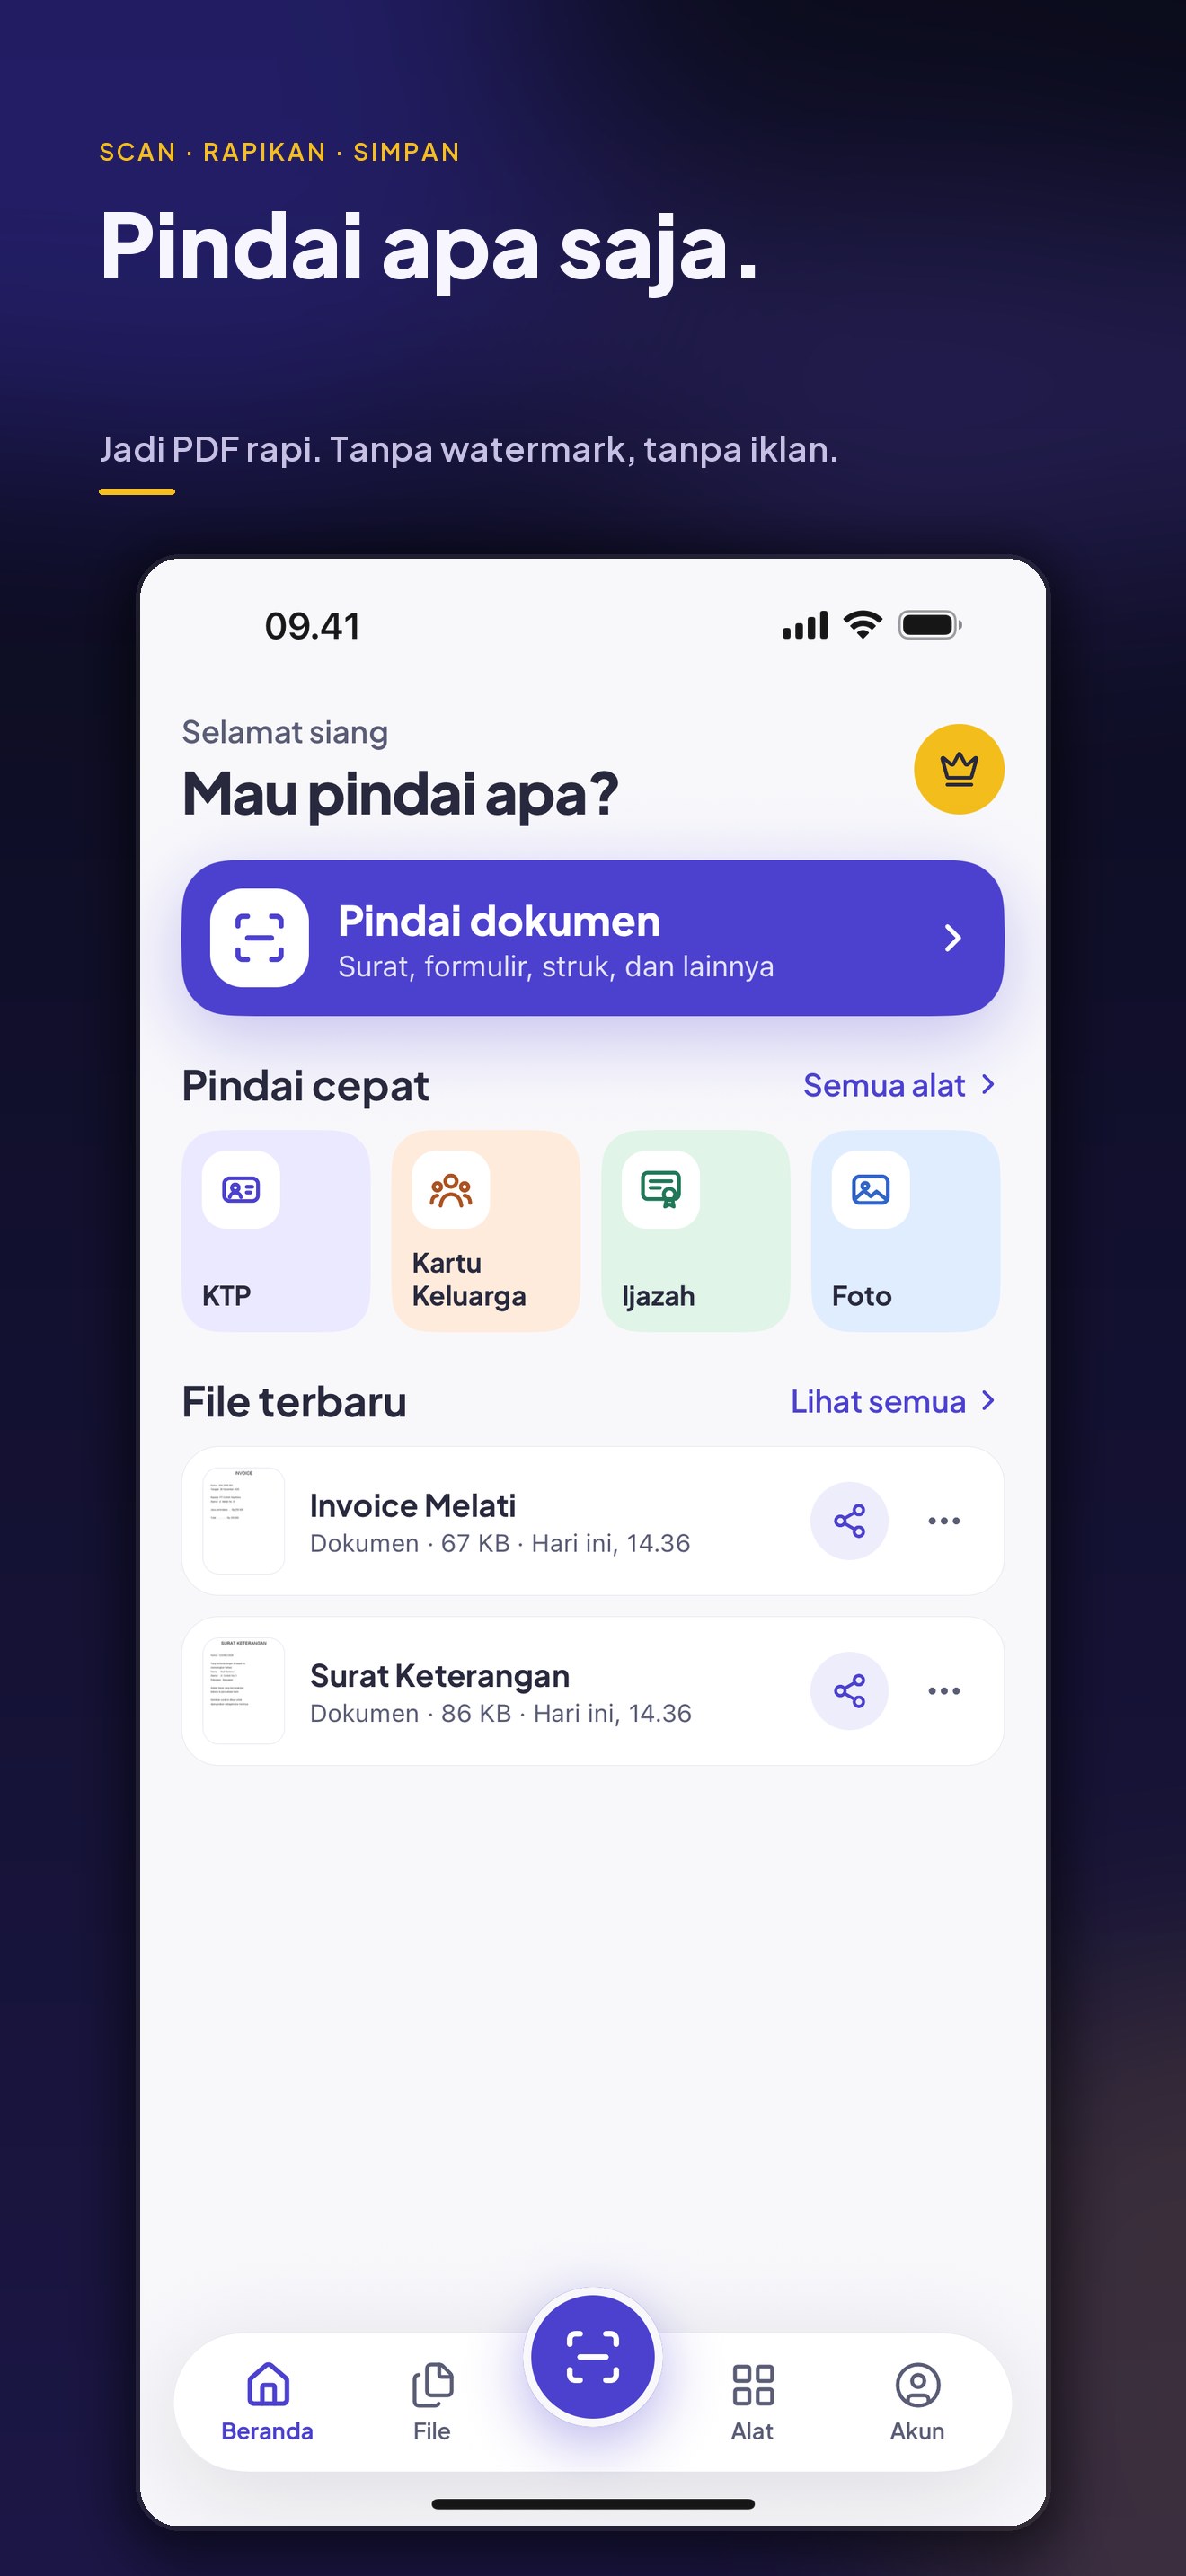 SCAN · RAPIKAN · SIMPAN
Pindai apa saja.
Jadi PDF rapi. Tanpa watermark, tanpa iklan.
09.41
Selamat siang
Mau pindai apa?
Pindai dokumen
Surat, formulir, struk, dan lainnya
Pindai cepat
Semua alat
KTP
Kartu
Keluarga
Ijazah
Foto
File terbaru
Lihat semua
INVOICE
Invoice Melati
Dokumen · 67 KB · Hari ini, 14.36
SURAT KETERANGAN
Surat Keterangan
Dokumen · 86 KB · Hari ini, 14.36
Beranda
File
Alat
Akun